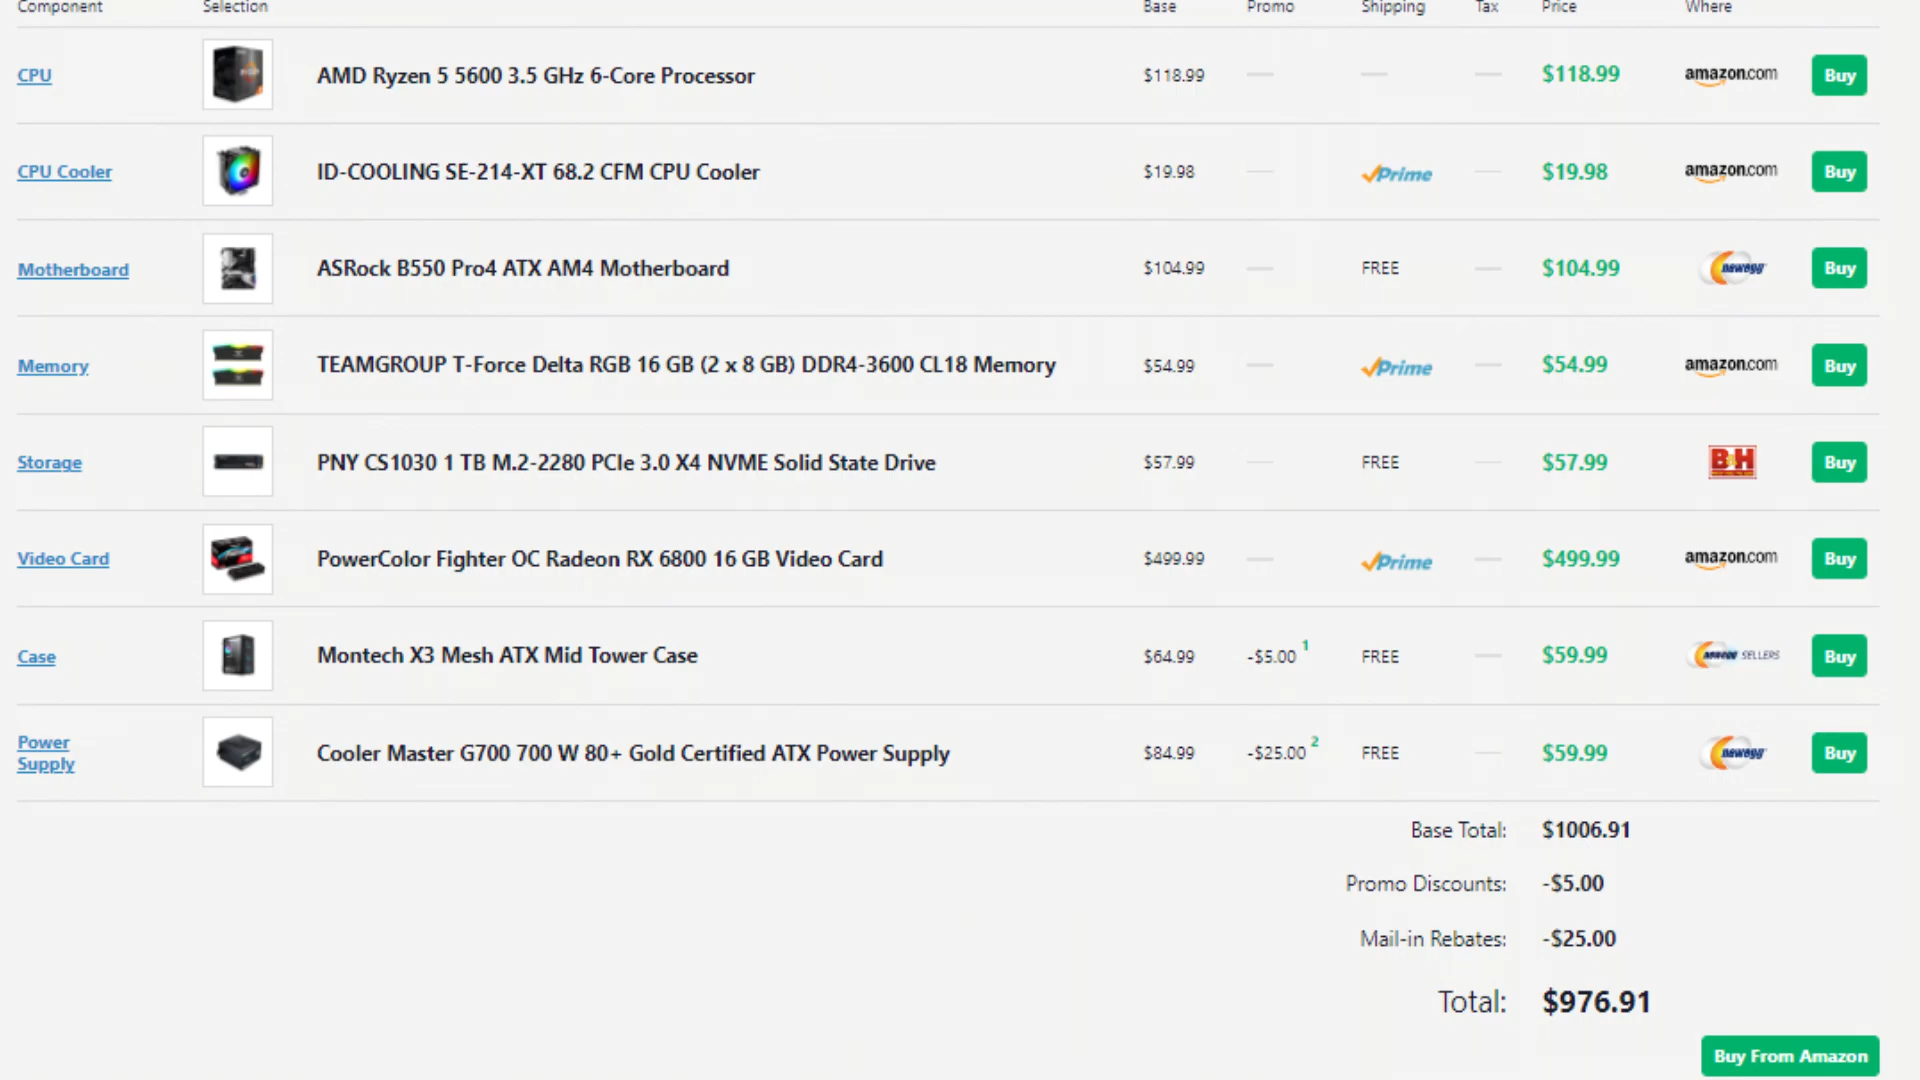 Component Selection Base Promo Shipping Tax Price Where
CPU AMD Ryzen 5 5600 3.5 GHz 6-Core Processor $118.99 — — — $118.99 amazon.com Buy
CPU Cooler ID-COOLING SE-214-XT 68.2 CFM CPU Cooler $19.98 — Prime — $19.98 amazon.com Buy
Motherboard ASRock B550 Pro4 ATX AM4 Motherboard $104.99 — FREE — $104.99 newegg Buy
Memory TEAMGROUP T-Force Delta RGB 16 GB (2 x 8 GB) DDR4-3600 CL18 Memory $54.99 — Prime — $54.99 amazon.com Buy
Storage PNY CS1030 1 TB M.2-2280 PCIe 3.0 X4 NVME Solid State Drive $57.99 — FREE — $57.99 B&H Buy
Video Card PowerColor Fighter OC Radeon RX 6800 16 GB Video Card $499.99 — Prime — $499.99 amazon.com Buy
Case Montech X3 Mesh ATX Mid Tower Case $64.99 -$5.00 1 FREE — $59.99 newegg SELLERS Buy
Power
Supply Cooler Master G700 700 W 80+ Gold Certified ATX Power Supply $84.99 -$25.00 2 FREE — $59.99 newegg Buy
Base Total: $1006.91
Promo Discounts: -$5.00
Mail-in Rebates: -$25.00
Total: $976.91
Buy From Amazon